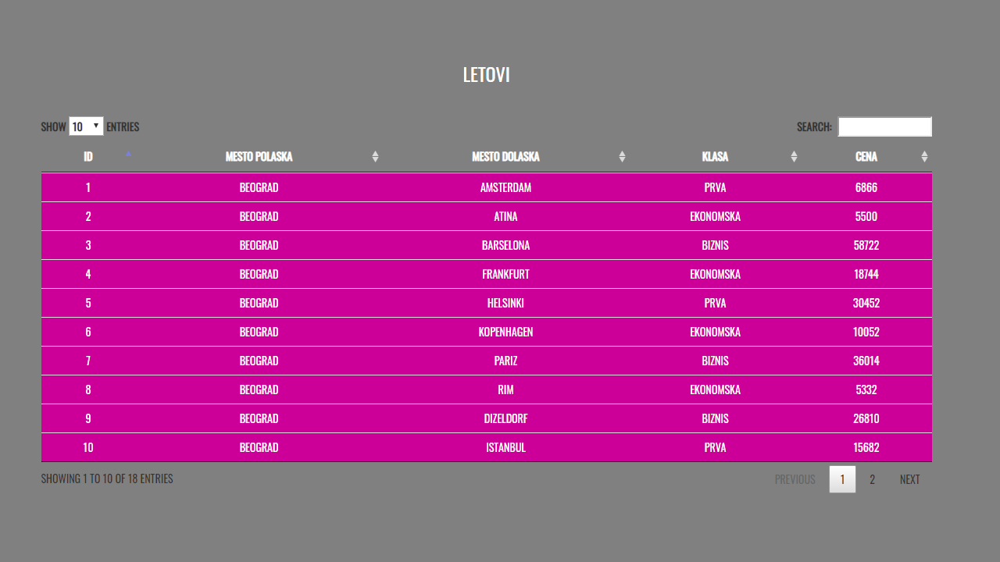 LETOVI
SHOW 10 ENTRIES SEARCH:
ID MESTO POLASKA MESTO DOLASKA KLASA CENA
1 BEOGRAD AMSTERDAM PRVA 6866
2 BEOGRAD ATINA EKONOMSKA 5500
3 BEOGRAD BARSELONA BIZNIS 58722
4 BEOGRAD FRANKFURT EKONOMSKA 18744
5 BEOGRAD HELSINKI PRVA 30452
6 BEOGRAD KOPENHAGEN EKONOMSKA 10052
7 BEOGRAD PARIZ BIZNIS 36014
8 BEOGRAD RIM EKONOMSKA 5332
9 BEOGRAD DIZELDORF BIZNIS 26810
10 BEOGRAD ISTANBUL PRVA 15682
SHOWING 1 TO 10 OF 18 ENTRIES PREVIOUS 1 2 NEXT